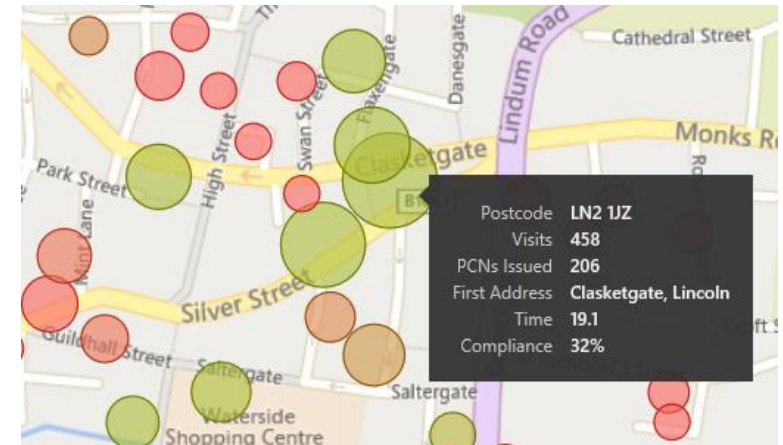 Cathedral Street
Lindum Road
Danesgate
Flaxengate
Swan Street
High Street
Clasketgate
Monks R
Park Street
Mint Lane
Silver Street
Guildhall Street
Saltergate
Saltergate
Waterside
Shopping Centre
Postcode LN2 1JZ
Visits 458
PCNs Issued 206
First Address Clasketgate, Lincoln
Time 19.1
Compliance 32%